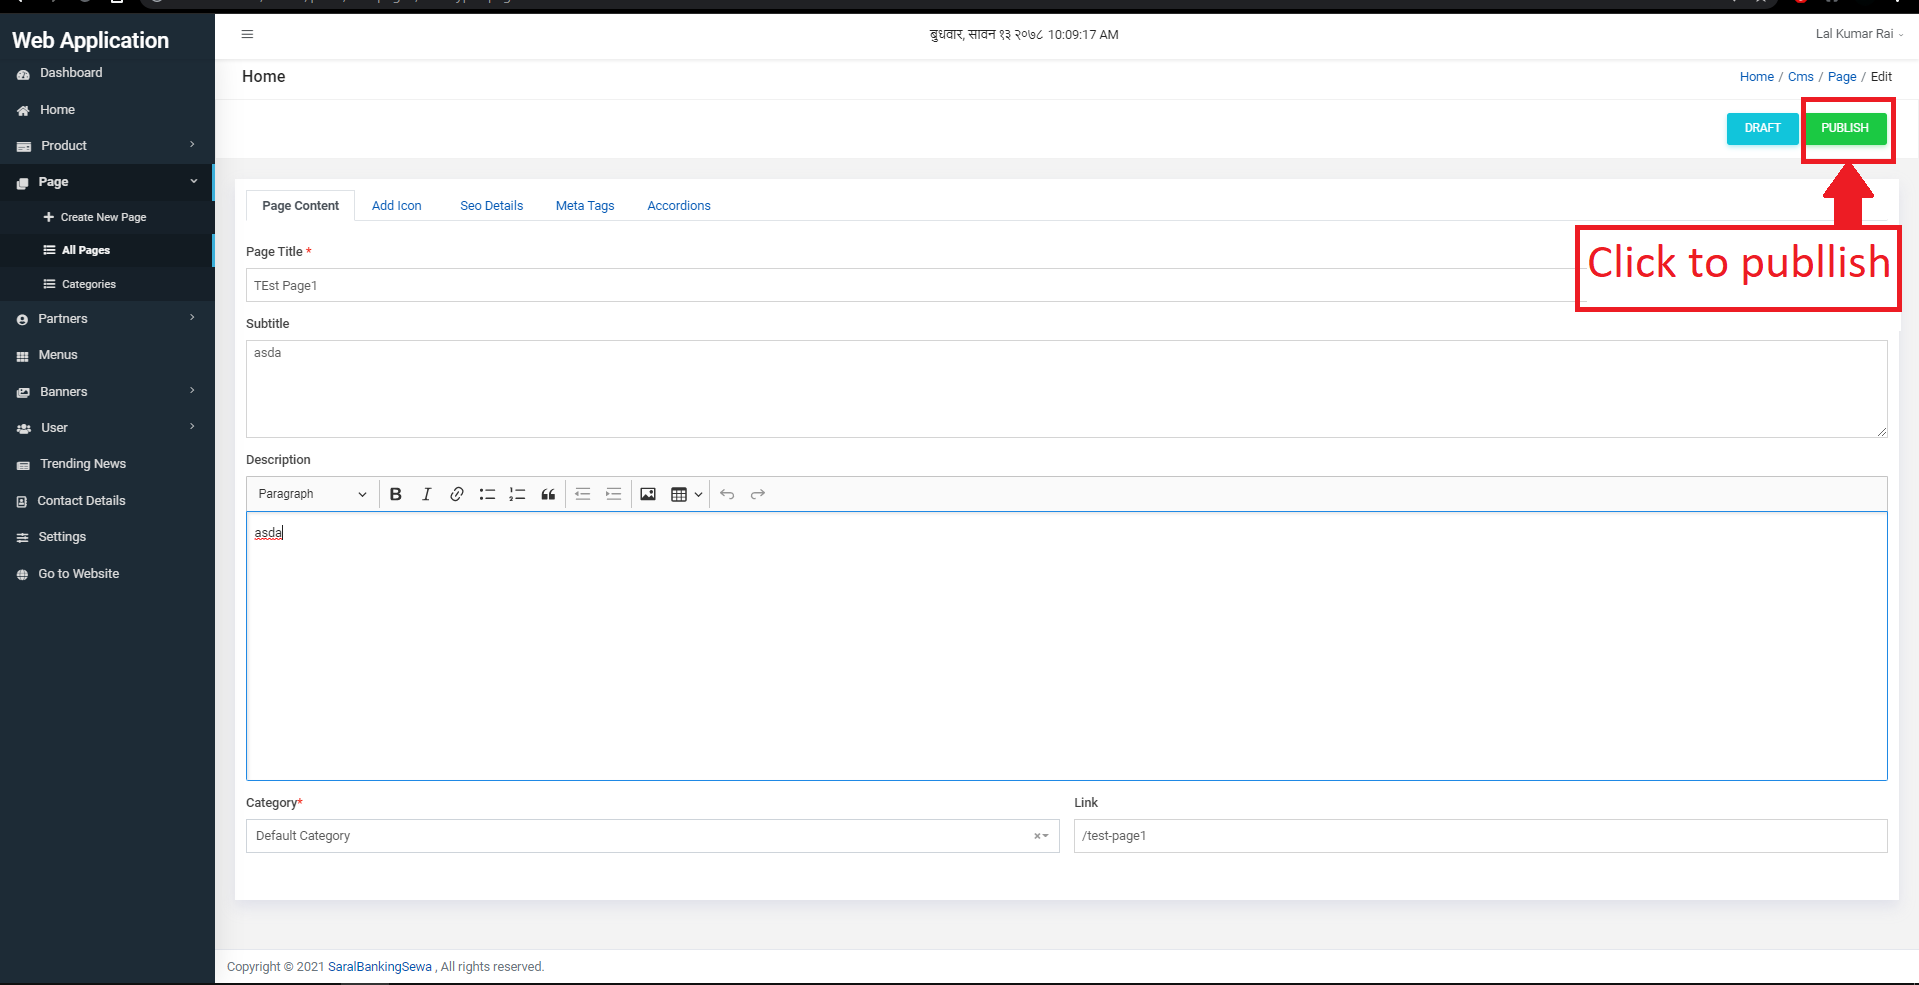 Web Application
बुधवार, सावन १३ २०७८ 10:09:17 AM
Lal Kumar Rai
Dashboard
Home
Product
Page
Create New Page
All Pages
Categories
Partners
Menus
Banners
User
Trending News
Contact Details
Settings
Go to Website
Home
Home / Cms / Page / Edit
DRAFT
PUBLISH
Click to publlish
Page Content
Add Icon
Seo Details
Meta Tags
Accordions
Page Title *
TEst Page1
Subtitle
asda
Description
Paragraph
asda
Category*
Default Category
Link
/test-page1
Copyright © 2021 SaralBankingSewa , All rights reserved.